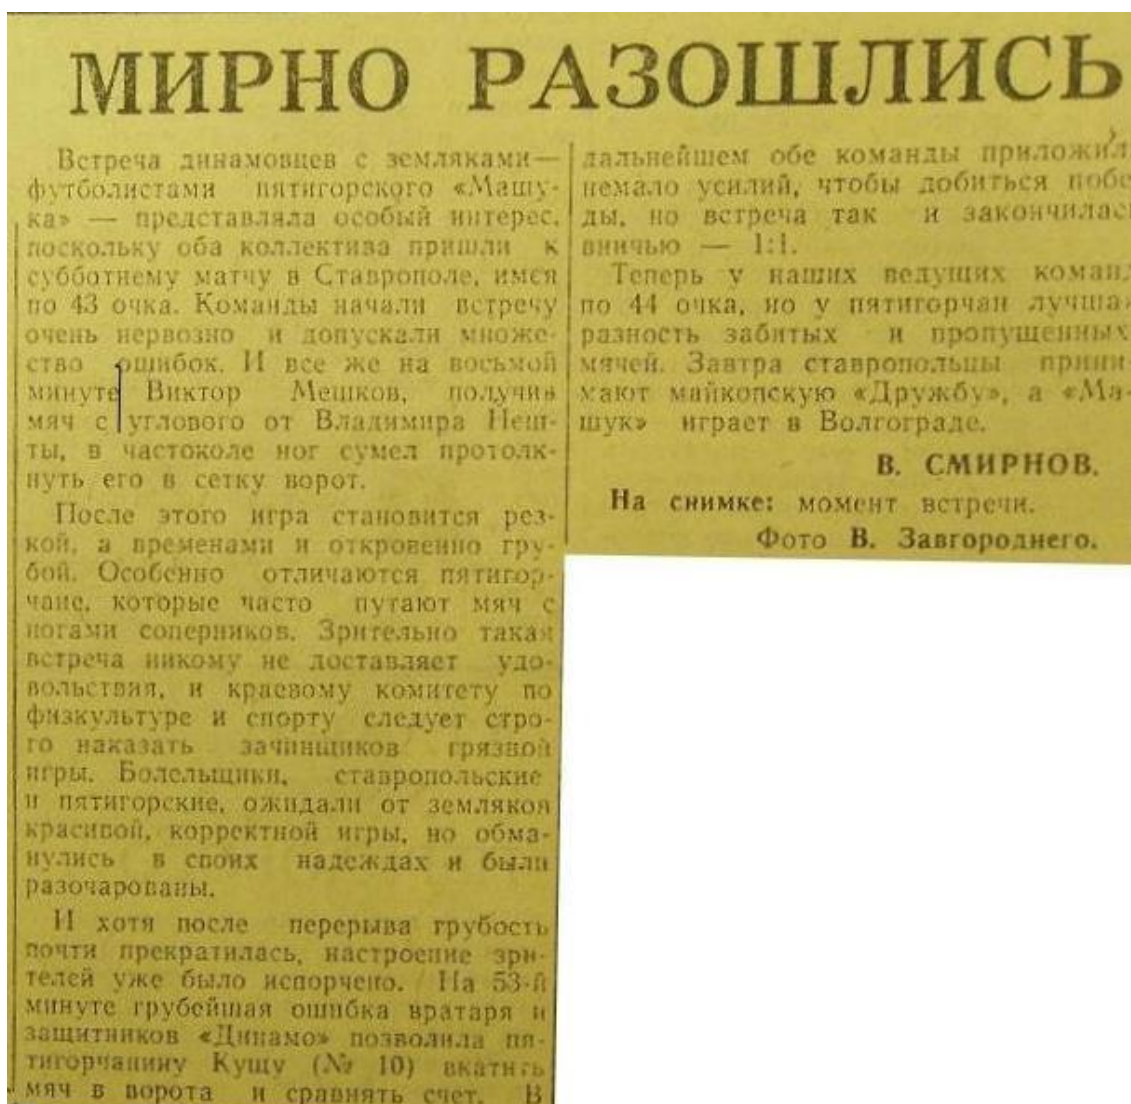 МИРНО РАЗОШЛИСЬ
Встреча динамовцев с земляками—
футболистами пятигорского «Машу-
ка» — представляла особый интерес,
поскольку оба коллектива пришли к
субботнему матчу в Ставрополе, имея
по 43 очка. Команды начали встречу
очень нервозно и допускали множе-
ство ошибок. И все же на восьмой
минуте Виктор Мешков, получив
мяч с углового от Владимира Нешты-
ты, в частоколе ног сумел протолк-
нуть его в сетку ворот.
После этого игра становится рез-
кой, а временами и откровенно гру-
бой. Особенно отличаются пятигор-
чане, которые часто путают мяч с
ногами соперников. Зрительно такая
встреча никому не доставляет удо-
вольствия, и краевому комитету по
физкультуре и спорту следует стро-
го наказать зачинщиков грязной
игры. Болельщики, ставропольские
и пятигорские, ожидали от земляков
красивой, корректной игры, но обма-
нулись в своих надеждах и были
разочарованы.
И хотя после перерыва грубость
почти прекратилась, настроение зри-
телей уже было испорчено. На 53-й
минуте грубейшая ошибка вратаря и
защитников «Динамо» позволила пя-
тигорчанину Кущу (№ 10) вкатить
мяч в ворота и сравнять счет. В
дальнейшем обе команды приложил
немало усилий, чтобы добиться побе
ды, но встреча так и закончилас
вничью — 1:1.
Теперь у наших ведущих команд
по 44 очка, но у пятигорчан лучшая
разность забитых и пропущенных
мячей. Завтра ставропольцы прини-
мают майкопскую «Дружбу», а «Ма-
шук» играет в Волгограде.
В. СМИРНОВ.
На снимке: момент встречи.
Фото В. Завгороднего.